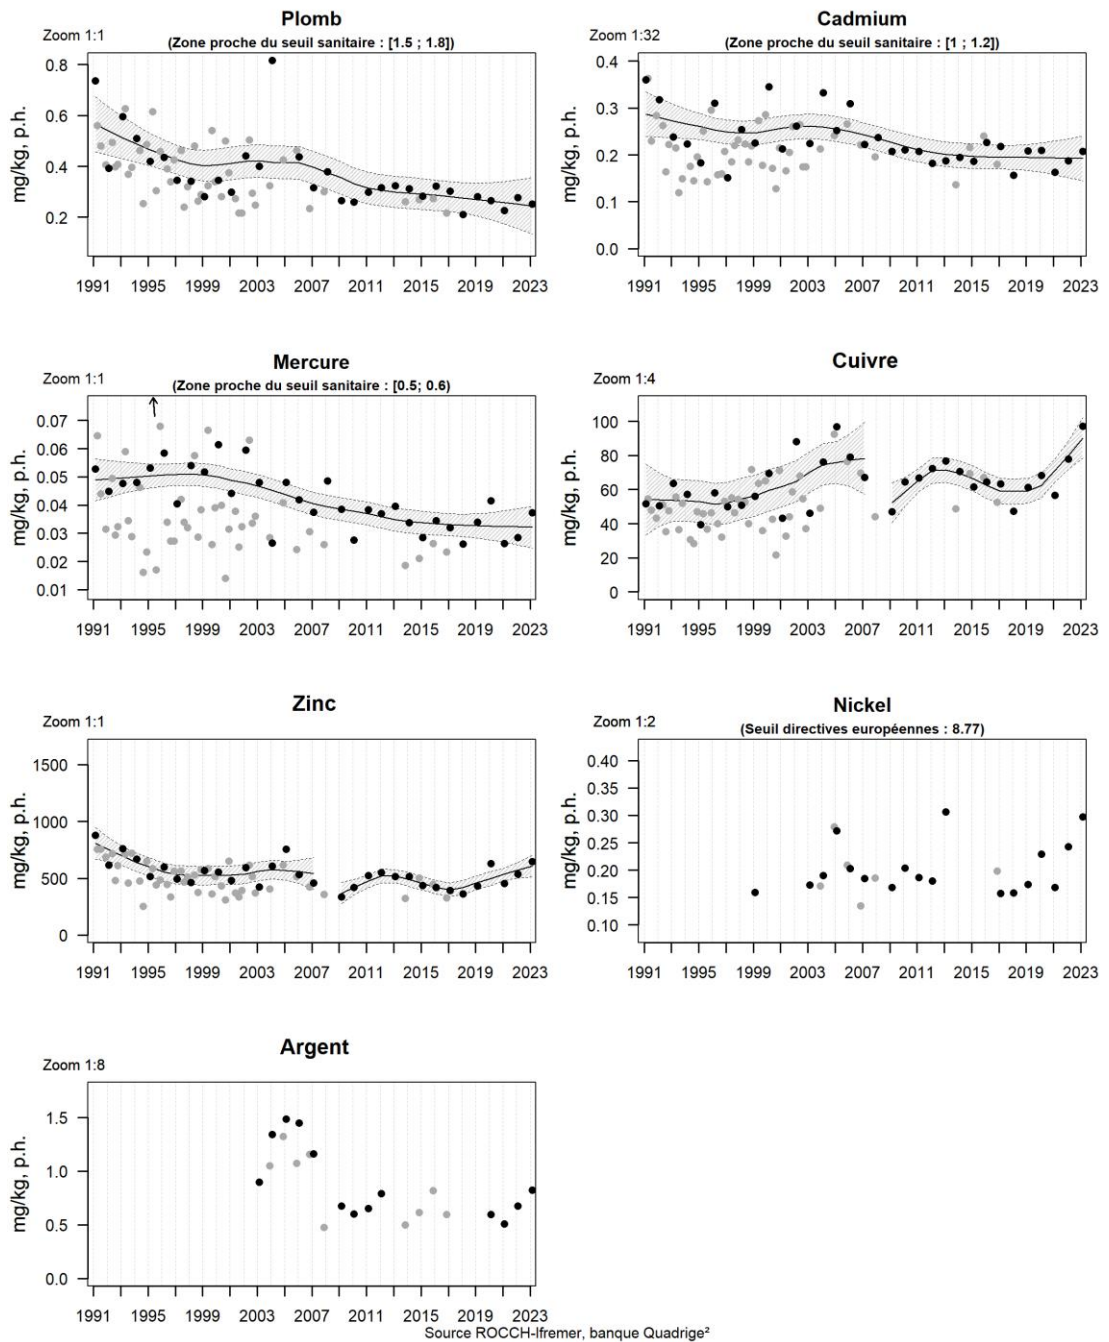 Plomb
Zoom 1:1
(Zone proche du seuil sanitaire : [1.5 ; 1.8])
mg/kg, p.h.
0.8
0.6
0.4
0.2
1991 1995 1999 2003 2007 2011 2015 2019 2023
Cadmium
Zoom 1:32
(Zone proche du seuil sanitaire : [1 ; 1.2])
mg/kg, p.h.
0.4
0.3
0.2
0.1
0.0
1991 1995 1999 2003 2007 2011 2015 2019 2023
Mercure
Zoom 1:1
(Zone proche du seuil sanitaire : [0.5; 0.6)
mg/kg, p.h.
0.07
0.06
0.05
0.04
0.03
0.02
0.01
1991 1995 1999 2003 2007 2011 2015 2019 2023
Cuivre
Zoom 1:4
mg/kg, p.h.
100
80
60
40
20
0
1991 1995 1999 2003 2007 2011 2015 2019 2023
Zinc
Zoom 1:1
mg/kg, p.h.
1500
1000
500
0
1991 1995 1999 2003 2007 2011 2015 2019 2023
Nickel
Zoom 1:2
(Seuil directives européennes : 8.77)
mg/kg, p.h.
0.40
0.35
0.30
0.25
0.20
0.15
0.10
1991 1995 1999 2003 2007 2011 2015 2019 2023
Argent
Zoom 1:8
mg/kg, p.h.
1.5
1.0
0.5
0.0
1991 1995 1999 2003 2007 2011 2015 2019 2023
Source ROCCH-Ifremer, banque Quadrige²